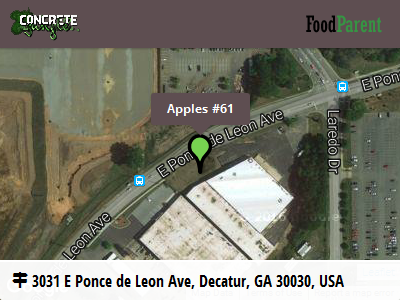 CONCRETE
Jungle
FoodParent
Apples #61
E Ponce de Leon Ave
E Pon
Laredo Dr
Leon Ave
3031 E Ponce de Leon Ave, Decatur, GA 30030, USA